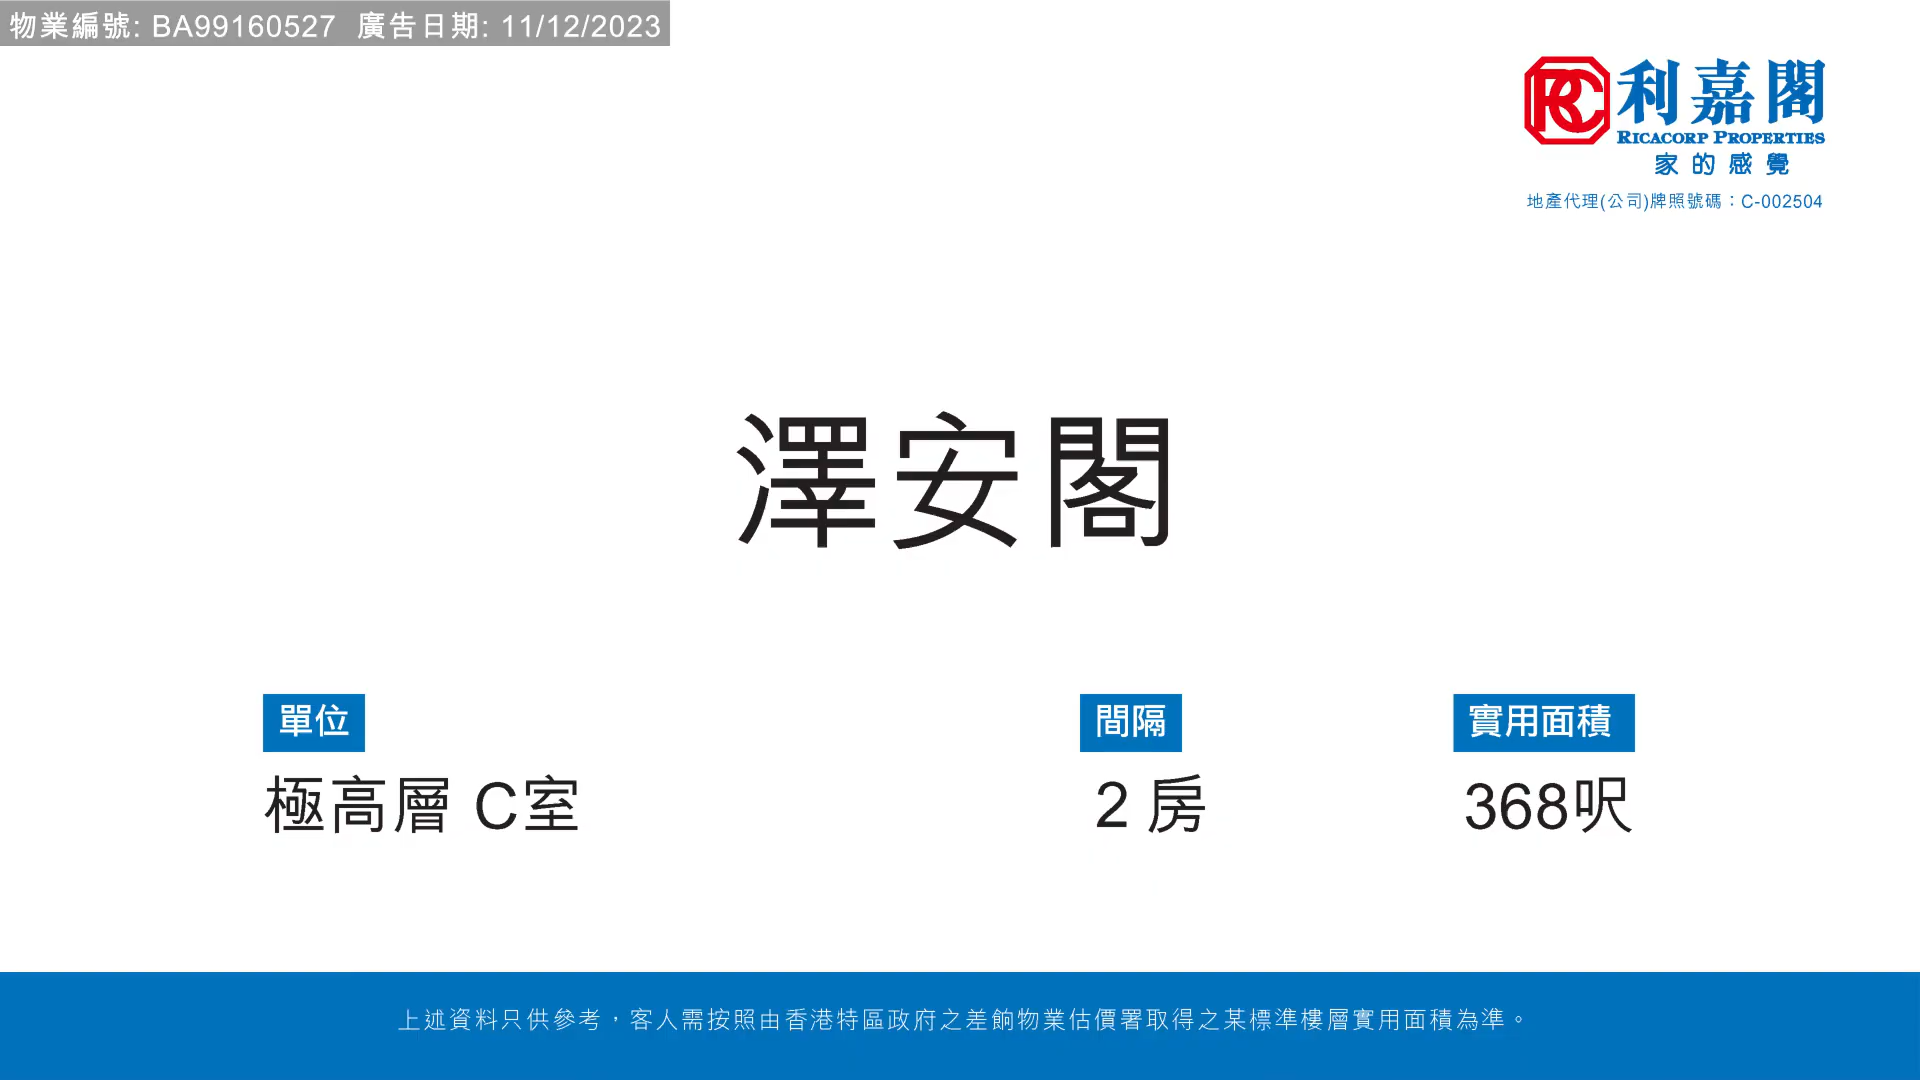 物業編號: BA99160527 廣告日期: 11/12/2023
RC
利嘉閣
RICACORP PROPERTIES
家的感覺
地產代理(公司)牌照號碼：C-002504
澤安閣
單位
極高層 C室
間隔
2 房
實用面積
368呎
上述資料只供參考，客人需按照由香港特區政府之差餉物業估價署取得之某標準樓層實用面積為準。